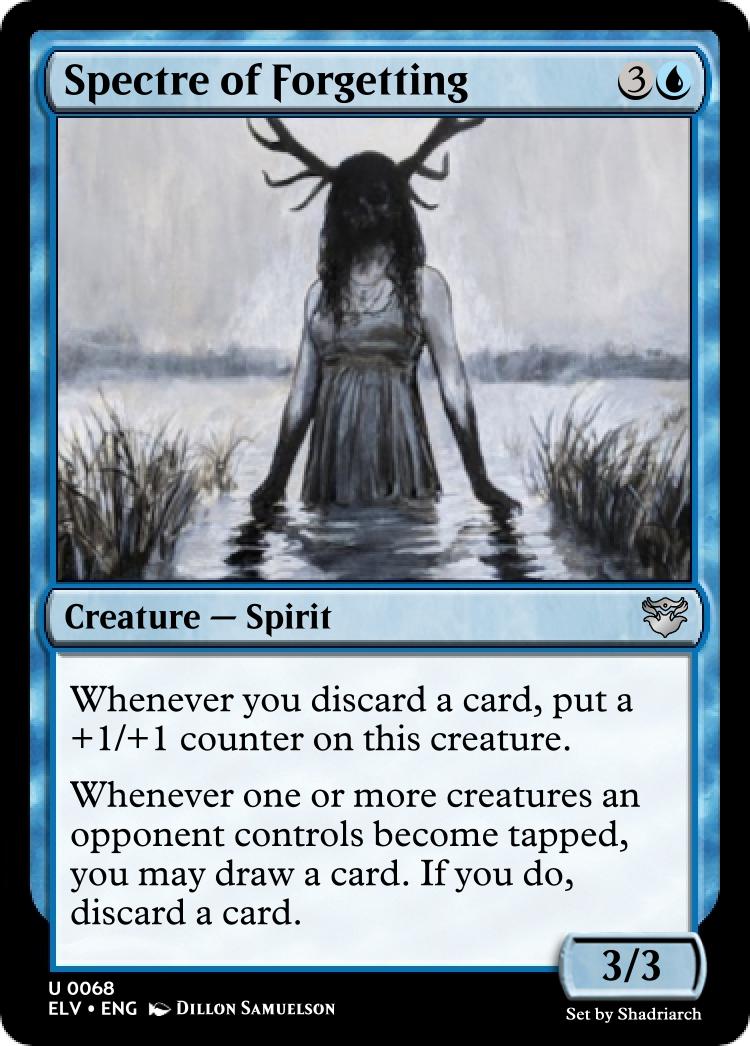 Spectre of Forgetting 3
Creature — Spirit
Whenever you discard a card, put a
+1/+1 counter on this creature.
Whenever one or more creatures an
opponent controls become tapped,
you may draw a card. If you do,
discard a card.
3/3
U 0068
ELV • ENG Dillon Samuelson
Set by Shadriarch